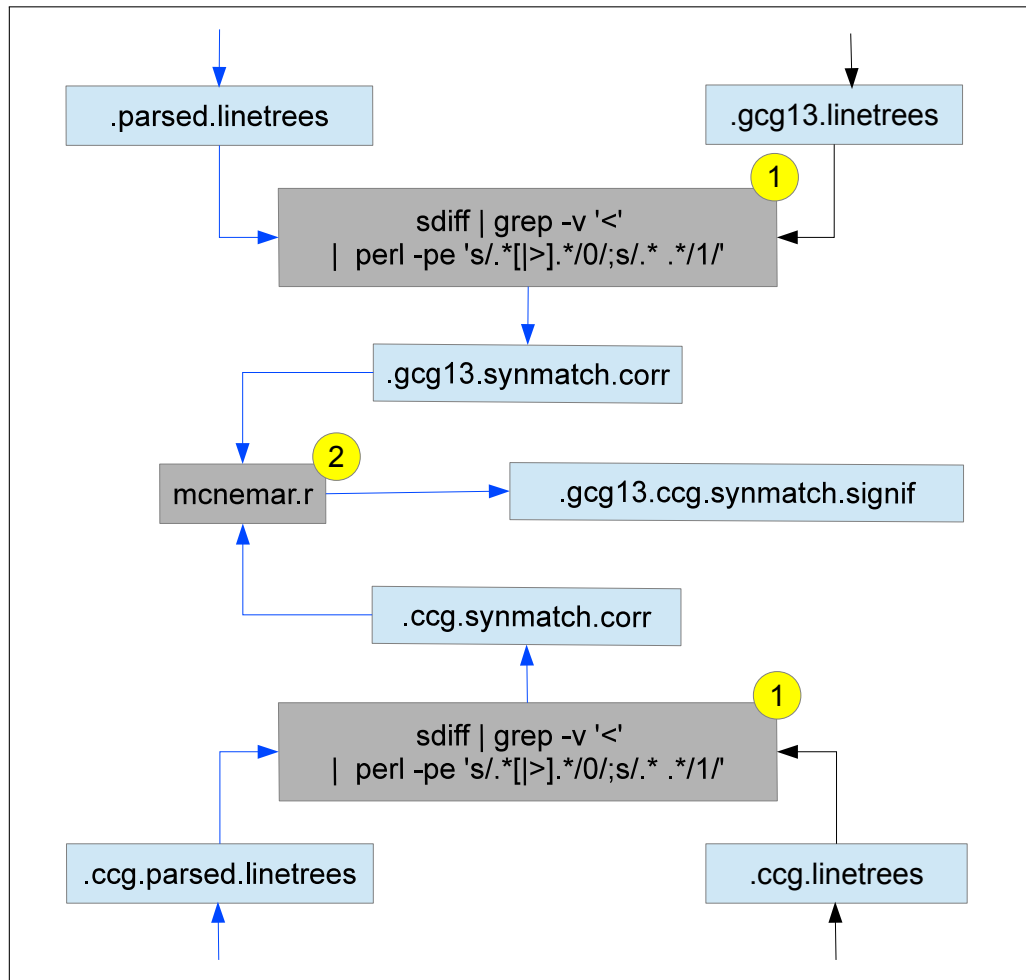 .parsed.linetrees
.gcg13.linetrees
1
sdiff | grep -v '<'
| perl -pe 's/.*[|>].*/0/;s/.* .*/1/'
.gcg13.synmatch.corr
2
mcnemar.r
.gcg13.ccg.synmatch.signif
.ccg.synmatch.corr
1
sdiff | grep -v '<'
| perl -pe 's/.*[|>].*/0/;s/.* .*/1/'
.ccg.parsed.linetrees
.ccg.linetrees